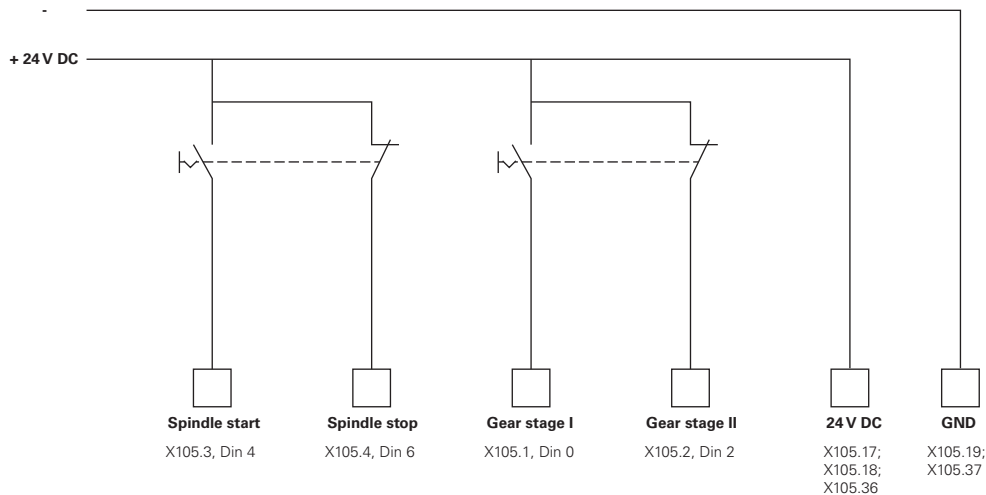 -
+ 24 V DC
Spindle start
X105.3, Din 4
Spindle stop
X105.4, Din 6
Gear stage I
X105.1, Din 0
Gear stage II
X105.2, Din 2
24 V DC
X105.17;
X105.18;
X105.36
GND
X105.19;
X105.37